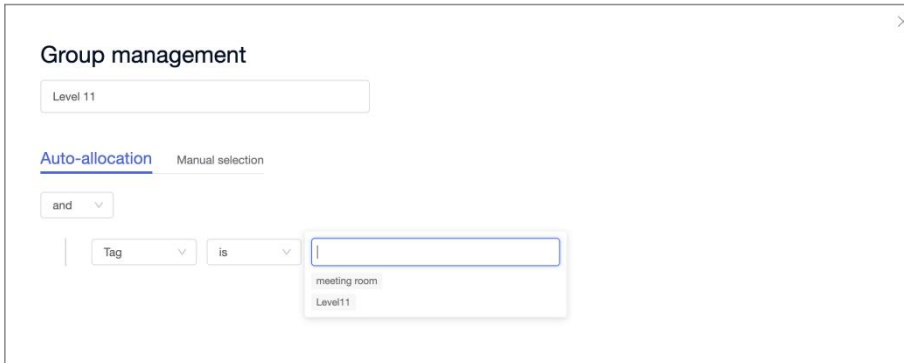 Group management
Level 11
Auto-allocation Manual selection
and
Tag is
meeting room
Level11